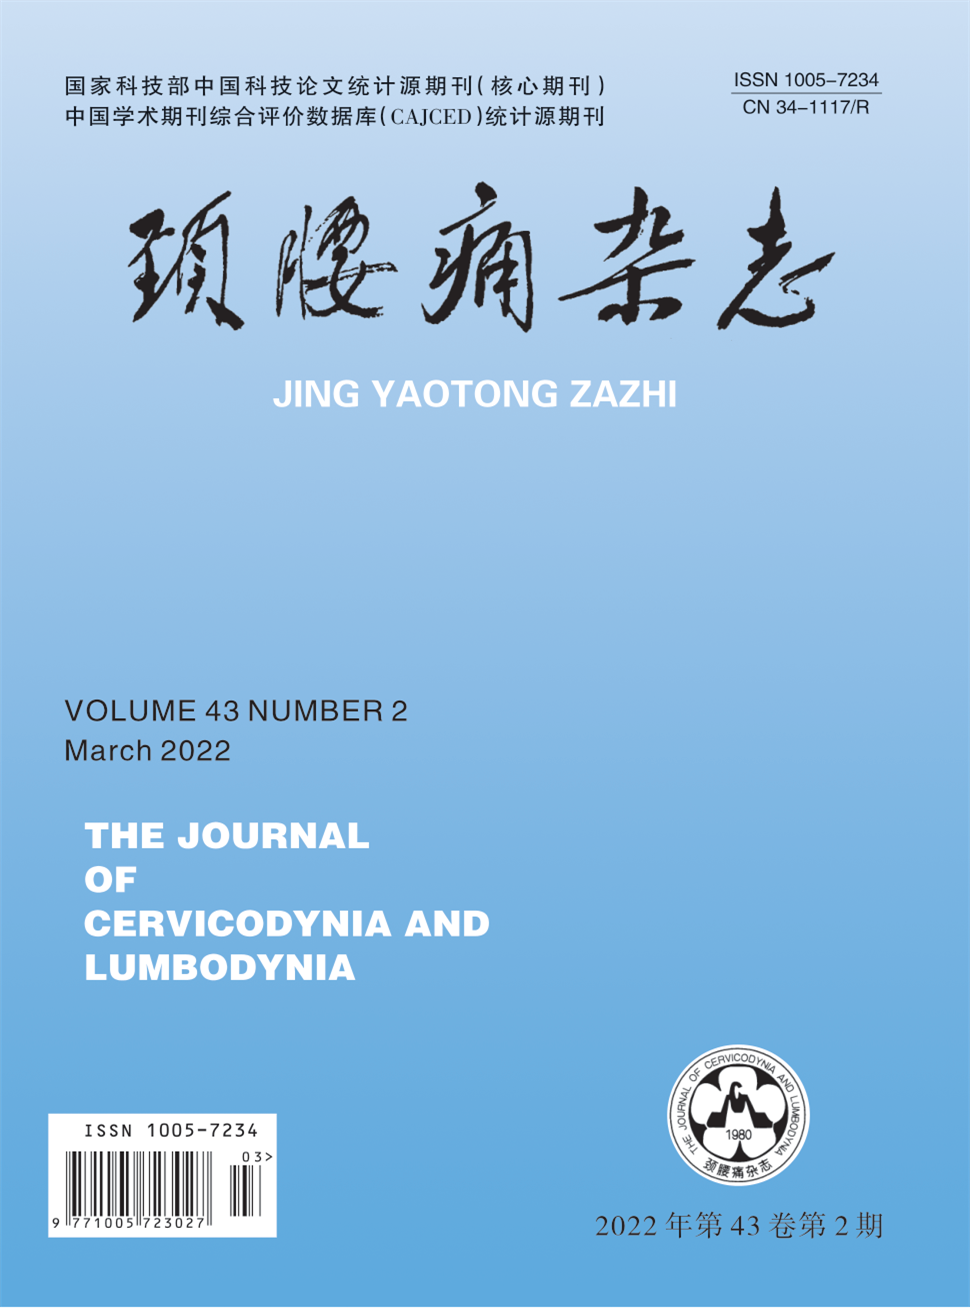 国家科技部中国科技论文统计源期刊(核心期刊)
中国学术期刊综合评价数据库(CAJCED)统计源期刊
ISSN 1005-7234
CN 34-1117/R
颈腰痛杂志
JING YAOTONG ZAZHI
VOLUME 43 NUMBER 2
March 2022
THE JOURNAL
OF
CERVICODYNIA AND
LUMBODYNIA
THE JOURNAL OF CERVICODYNIA AND LUMBODYNIA
1980
颈腰痛杂志
ISSN 1005-7234
03>
9 771005 723027
2022年第43卷第2期